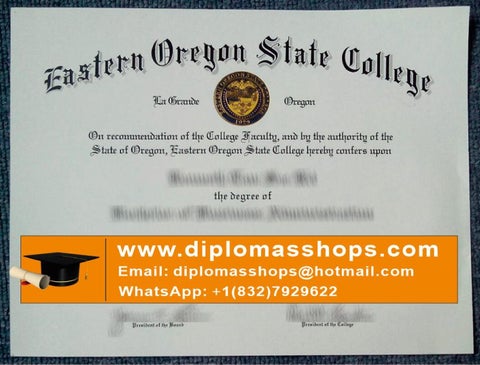 Eastern Oregon State College
La Grande Oregon
1929
On recommendation of the College Faculty, and by the authority of the
State of Oregon, Eastern Oregon State College hereby confers upon
the degree of
www.diplomasshops.com
Email: diplomasshops@hotmail.com
WhatsApp: +1(832)7929622
President of the Board President of the College